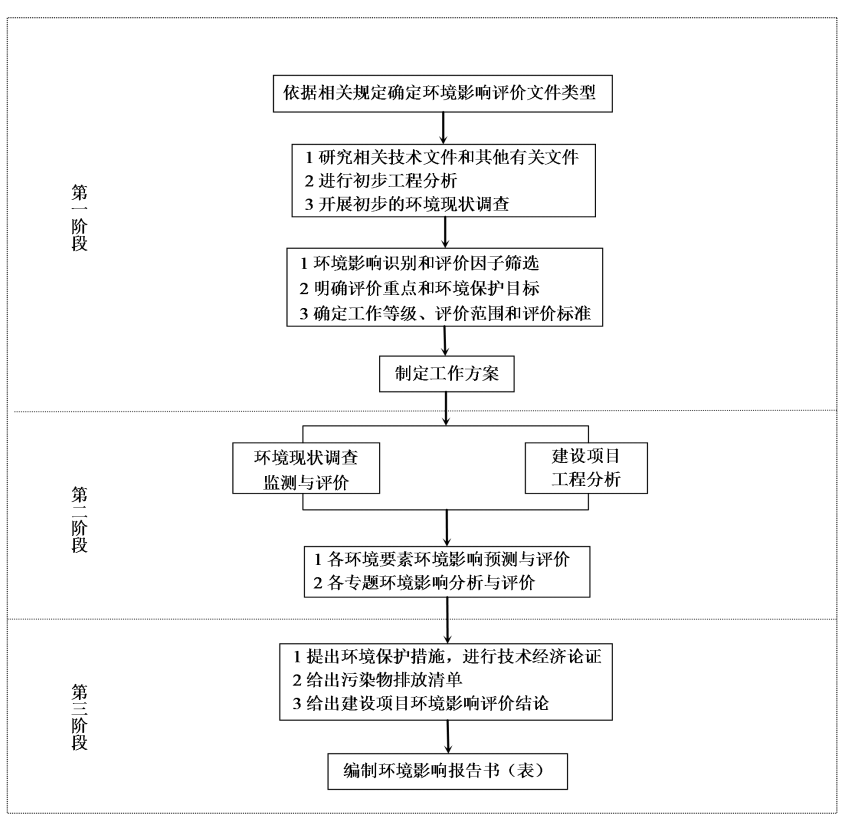 依据相关规定确定环境影响评价文件类型
1 研究相关技术文件和其他有关文件
2 进行初步工程分析
3 开展初步的环境现状调查
第一阶段
1 环境影响识别和评价因子筛选
2 明确评价重点和环境保护目标
3 确定工作等级、评价范围和评价标准
制定工作方案
环境现状调查
监测与评价
建设项目
工程分析
第二阶段
1 各环境要素环境影响预测与评价
2 各专题环境影响分析与评价
1 提出环境保护措施，进行技术经济论证
2 给出污染物排放清单
3 给出建设项目环境影响评价结论
第三阶段
编制环境影响报告书（表）